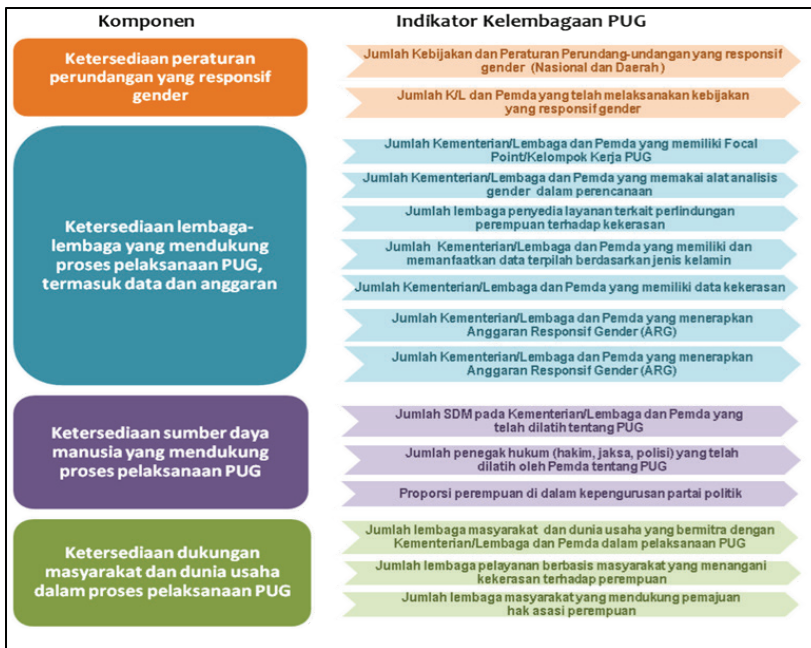 Komponen
Indikator Kelembagaan PUG
Ketersediaan peraturan
perundangan yang responsif
gender
Jumlah Kebijakan dan Peraturan Perundang-undangan yang responsif
gender (Nasional dan Daerah)
Jumlah K/L dan Pemda yang telah melaksanakan kebijakan
yang responsif gender
Ketersediaan lembaga-
lembaga yang mendukung
proses pelaksanaan PUG,
termasuk data dan anggaran
Jumlah Kementerian/Lembaga dan Pemda yang memiliki Focal
Point/Kelompok Kerja PUG
Jumlah Kementerian/Lembaga dan Pemda yang memakai alat analisis
gender dalam perencanaan
Jumlah lembaga penyedia layanan terkait perlindungan
perempuan terhadap kekerasan
Jumlah Kementerian/Lembaga dan Pemda yang memiliki dan
memanfaatkan data terpilah berdasarkan jenis kelamin
Jumlah Kementerian/Lembaga dan Pemda yang memiliki data kekerasan
Jumlah Kementerian/Lembaga dan Pemda yang menerapkan
Anggaran Responsif Gender (ARG)
Jumlah Kementerian/Lembaga dan Pemda yang menerapkan
Anggaran Responsif Gender (ARG)
Ketersediaan sumber daya
manusia yang mendukung
proses pelaksanaan PUG
Jumlah SDM pada Kementerian/Lembaga dan Pemda yang
telah dilatih tentang PUG
Jumlah penegak hukum (hakim, jaksa, polisi) yang telah
dilatih oleh Pemda tentang PUG
Proporsi perempuan di dalam kepengurusan partai politik
Ketersediaan dukungan
masyarakat dan dunia usaha
dalam proses pelaksanaan PUG
Jumlah lembaga masyarakat dan dunia usaha yang bermitra dengan
Kementerian/Lembaga dan Pemda dalam pelaksanaan PUG
Jumlah lembaga pelayanan berbasis masyarakat yang menangani
kekerasan terhadap perempuan
Jumlah lembaga masyarakat yang mendukung pemajuan
hak asasi perempuan